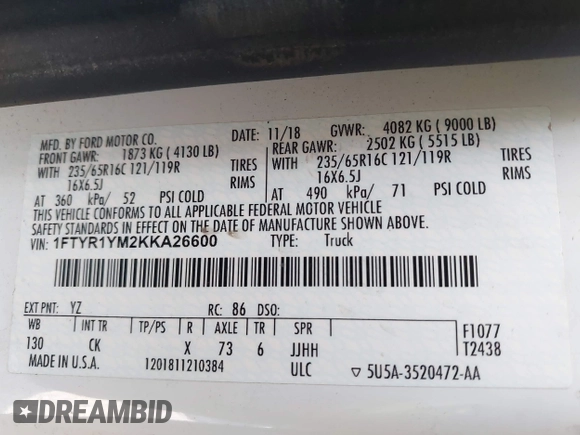 MFD. BY FORD MOTOR CO. DATE: 11/18 GVWR: 4082 KG ( 9000 LB)
FRONT GAWR: 1873 KG ( 4130 LB) REAR GAWR: 2502 KG ( 5515 LB)
WITH 235/65R16C 121/119R TIRES WITH 235/65R16C 121/119R TIRES
16X6.5J RIMS 16X6.5J RIMS
AT 360 kPa/ 52 PSI COLD AT 490 kPa/ 71 PSI COLD
THIS VEHICLE CONFORMS TO ALL APPLICABLE FEDERAL MOTOR VEHICLE
SAFETY STANDARDS IN EFFECT ON THE DATE OF MANUFACTURE SHOWN ABOVE.
VIN: 1FTYR1YM2KKA26600 TYPE: Truck
EXT PNT: YZ RC: 86 DSO:
WB INT TR TP/PS R AXLE TR SPR F1077
130 CK X 73 6 JJHH T2438
MADE IN U.S.A. 1201811210384 ULC ▽ 5U5A-3520472-AA
DREAMBID